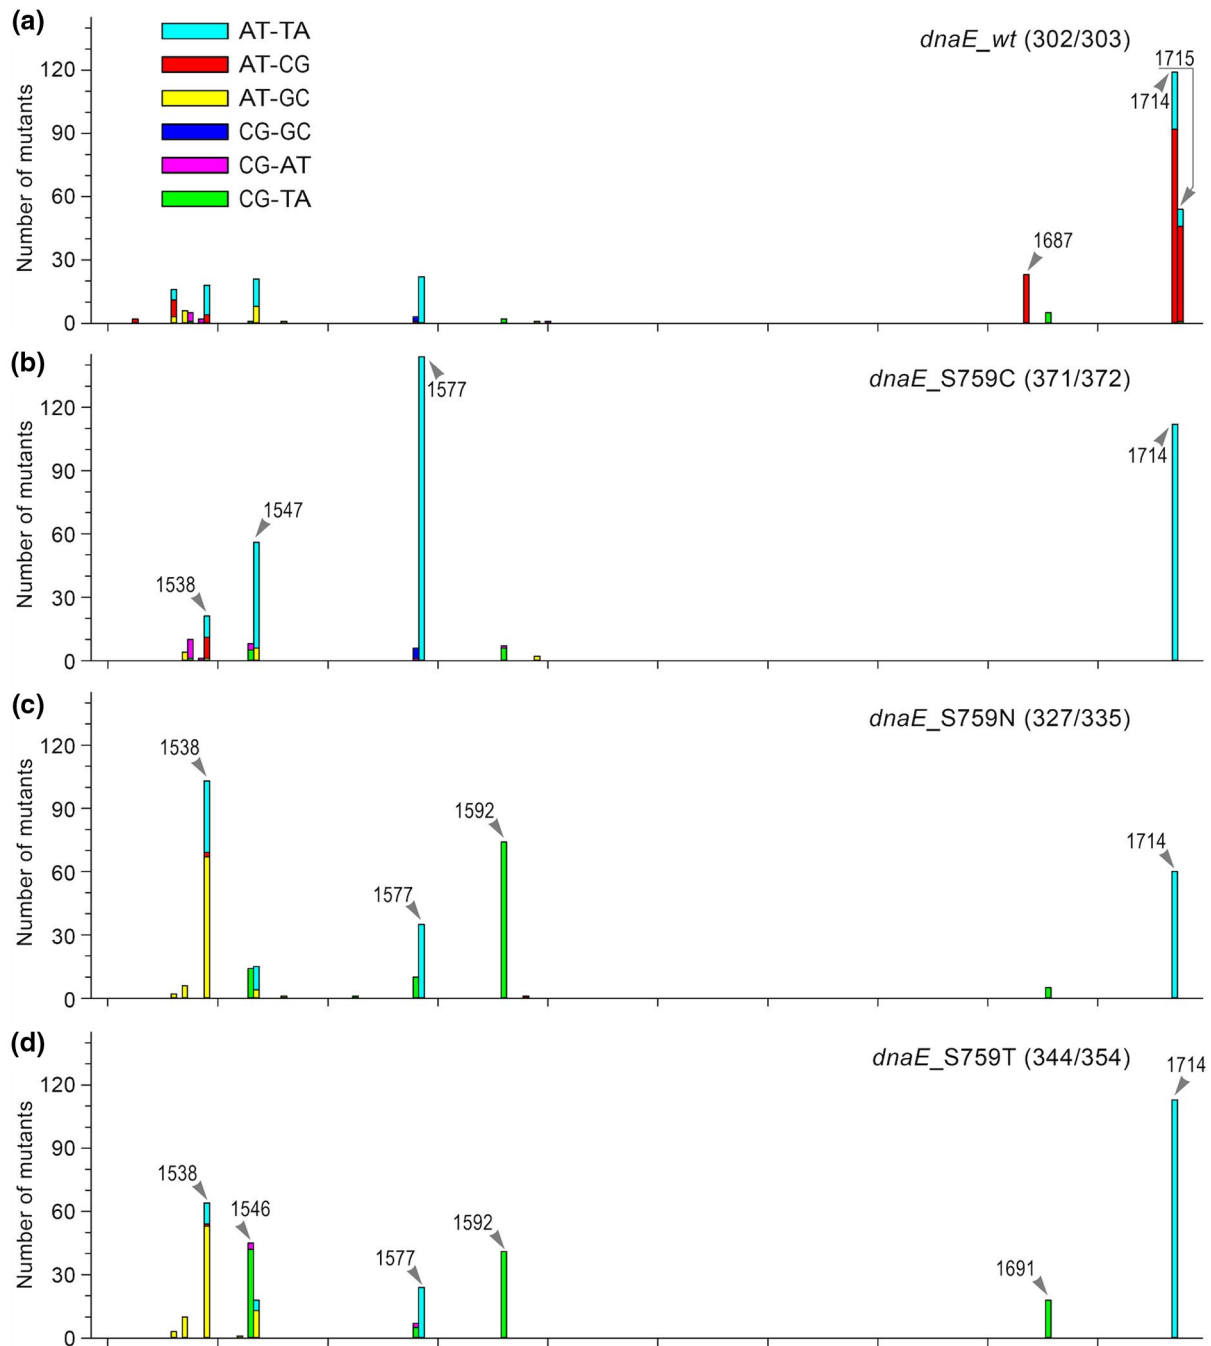 (a)
AT-TA
AT-CG
AT-GC
CG-GC
CG-AT
CG-TA
dnaE_wt (302/303)
1715
1714
1687
Number of mutants
120
90
60
30
0
(b)
dnaE_S759C (371/372)
1577
1714
1547
1538
Number of mutants
120
90
60
30
0
(c)
dnaE_S759N (327/335)
1538
1592
1714
1577
Number of mutants
120
90
60
30
0
(d)
dnaE_S759T (344/354)
1714
1538
1546
1592
1577
1691
Number of mutants
120
90
60
30
0